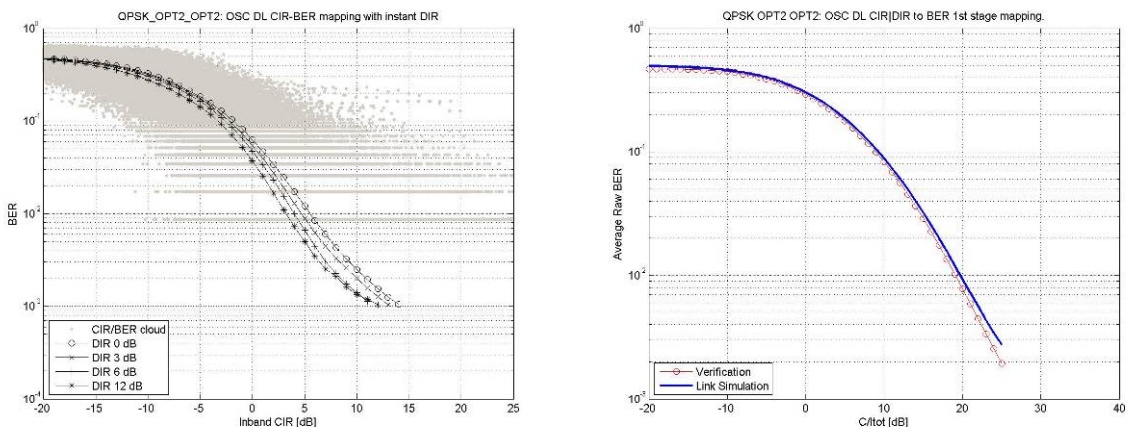 QPSK_OPT2_OPT2: OSC DL CIR-BER mapping with instant DIR
10^0
10^-1
10^-2
10^-3
10^-4
BER
CIR/BER cloud
DIR 0 dB
DIR 3 dB
DIR 6 dB
DIR 12 dB
-20 -15 -10 -5 0 5 10 15 20 25
Inband CIR [dB]
QPSK OPT2 OPT2: OSC DL CIR|DIR to BER 1st stage mapping.
10^0
10^-1
10^-2
10^-3
Average Raw BER
Verification
Link Simulation
-20 -10 0 10 20 30 40
C/Itot [dB]